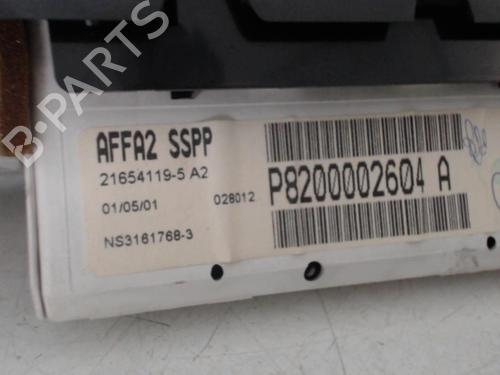 AFFA2 SSPP
21654119-5 A2
01/05/01 028012
NS3161768-3
P8200002604 A
B-PARTS